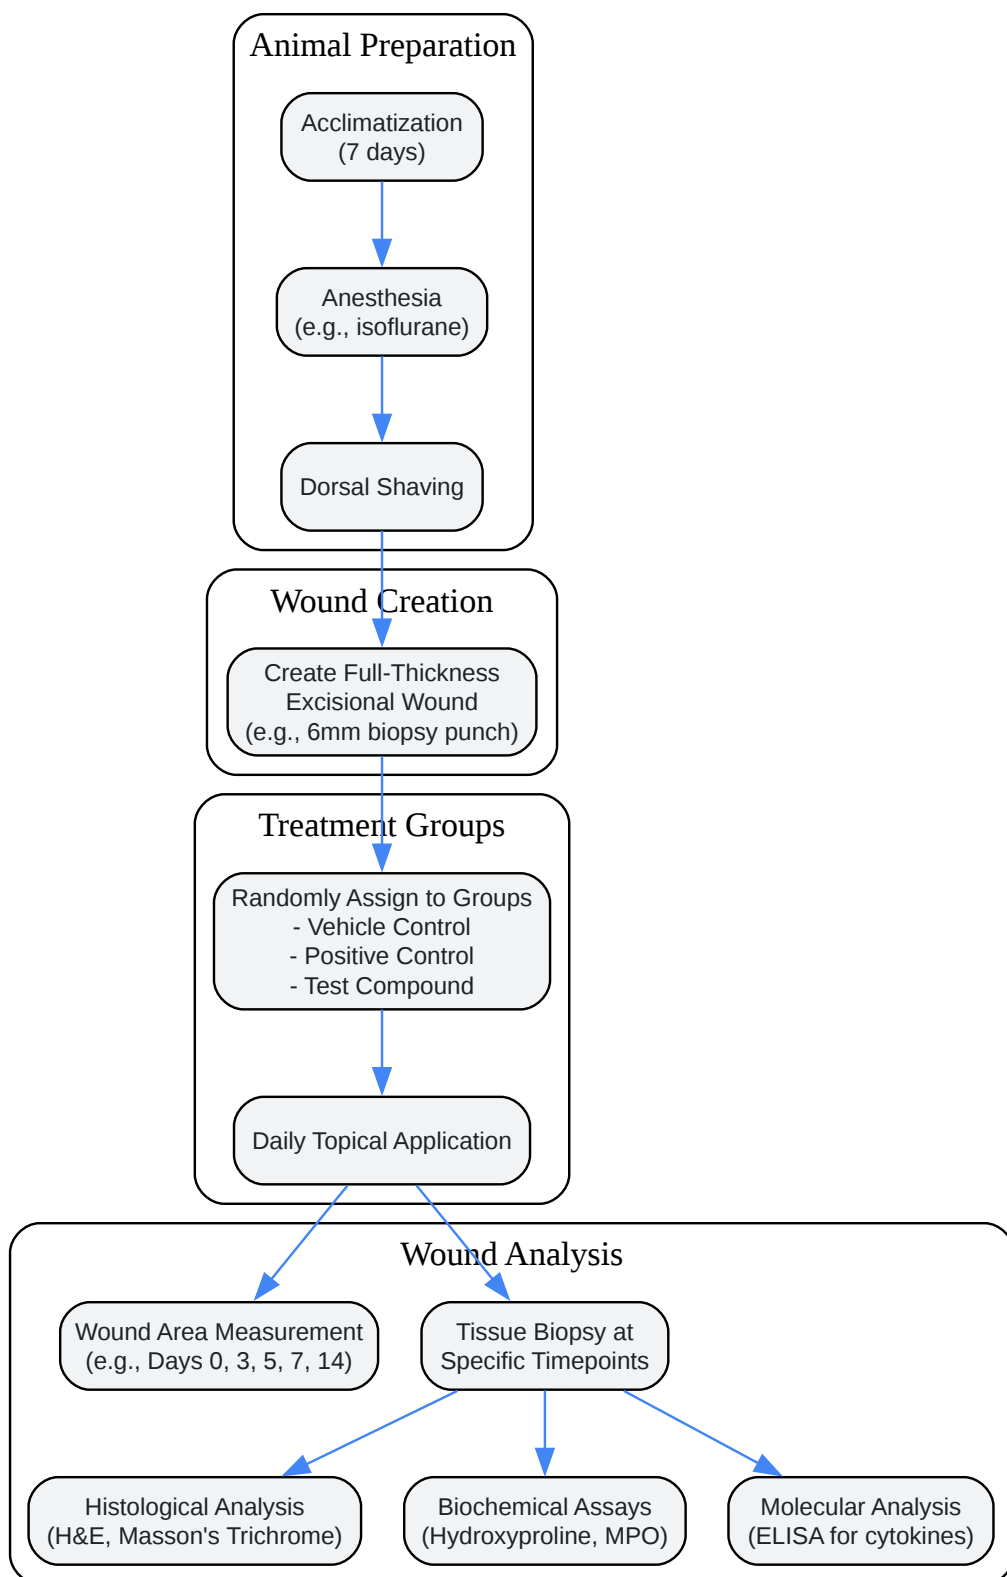 Animal Preparation
Acclimatization
(7 days)
Anesthesia
(e.g., isoflurane)
Dorsal Shaving
Wound Creation
Create Full-Thickness
Excisional Wound
(e.g., 6mm biopsy punch)
Treatment Groups
Randomly Assign to Groups
- Vehicle Control
- Positive Control
- Test Compound
Daily Topical Application
Wound Analysis
Wound Area Measurement
(e.g., Days 0, 3, 5, 7, 14)
Tissue Biopsy at
Specific Timepoints
Histological Analysis
(H&E, Masson's Trichrome)
Biochemical Assays
(Hydroxyproline, MPO)
Molecular Analysis
(ELISA for cytokines)